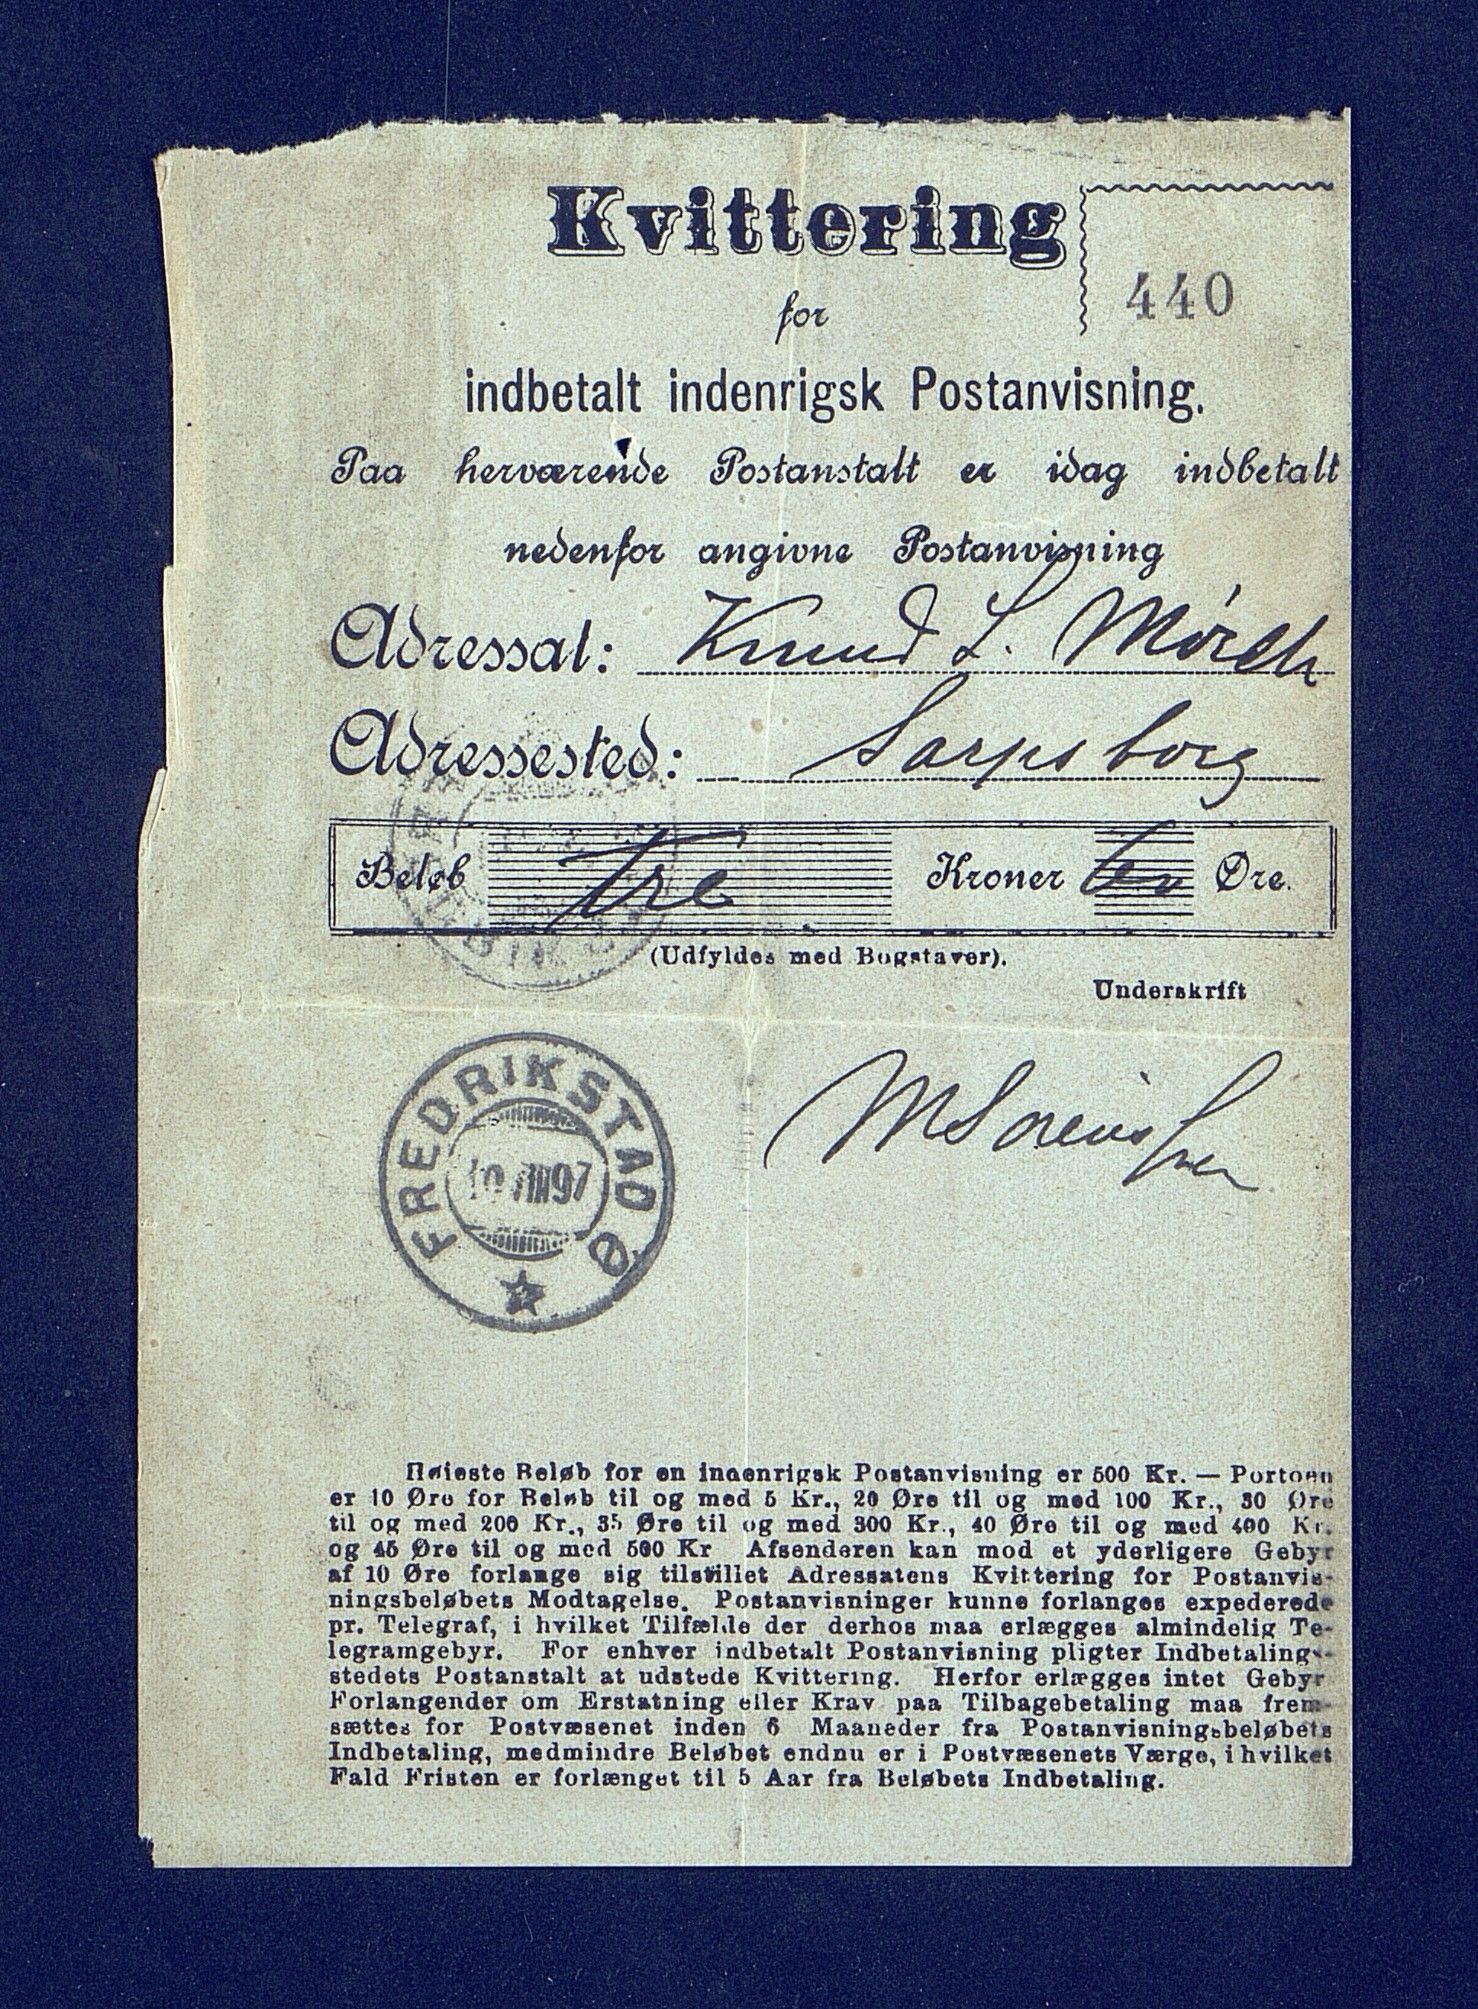 Kvittering
440
for
indbetalt indenrigsk Postanvisning.
Paa herværende Postanstalt er idag indbetalt
nedenfor angivne Postanvisning
Adressat: Knud L. Mørch
Adressested: Sarpsborg
Beløb Tre Kroner 60 Øre.
(Udfyldes med Bogstaver).
Underskrift
FREDRIKSTAD Ø
10 VIII 97
Høieste Beløb for en indenrigsk Postanvisning er 500 Kr. — Portoen
er 10 Øre for Beløb til og med 5 Kr., 20 Øre til og med 100 Kr., 30 Øre
til og med 200 Kr., 35 Øre til og med 300 Kr., 40 Øre til og med 400 Kr.
og 45 Øre til og med 500 Kr Afsenderen kan mod et yderligere Gebyr
af 10 Øre forlange sig tilstillet Adressatens Kvittering for Postanvis-
ningsbeløbets Modtagelse. Postanvisninger kunne forlanges expederede
pr. Telegraf, i hvilket Tilfælde der derhos maa erlægges almindelig Te-
legramgebyr. For enhver indbetalt Postanvisning pligter Indbetalings-
stedets Postanstalt at udstede Kvittering. Herfor erlægges intet Gebyr
Forlangender om Erstatning eller Krav paa Tilbagebetaling maa frem-
sættes for Postvæsenet inden 6 Maaneder fra Postanvisningsbeløbets
Indbetaling, medmindre Beløbet endnu er i Postvæsenets Værge, i hvilket
Fald Fristen er forlænget til 5 Aar fra Beløbets Indbetaling.